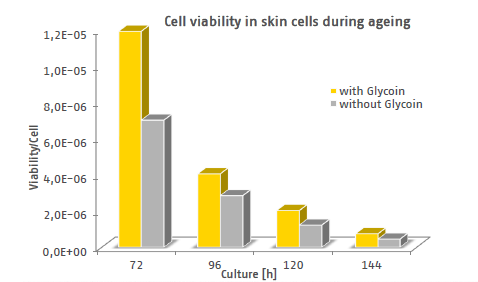 Cell viability in skin cells during ageing
1,2E-05
1,0E-05
8,0E-06
6,0E-06
4,0E-06
2,0E-06
0,0E+00
Viability/Cell
with Glycoin
without Glycoin
72 96 120 144
Culture [h]